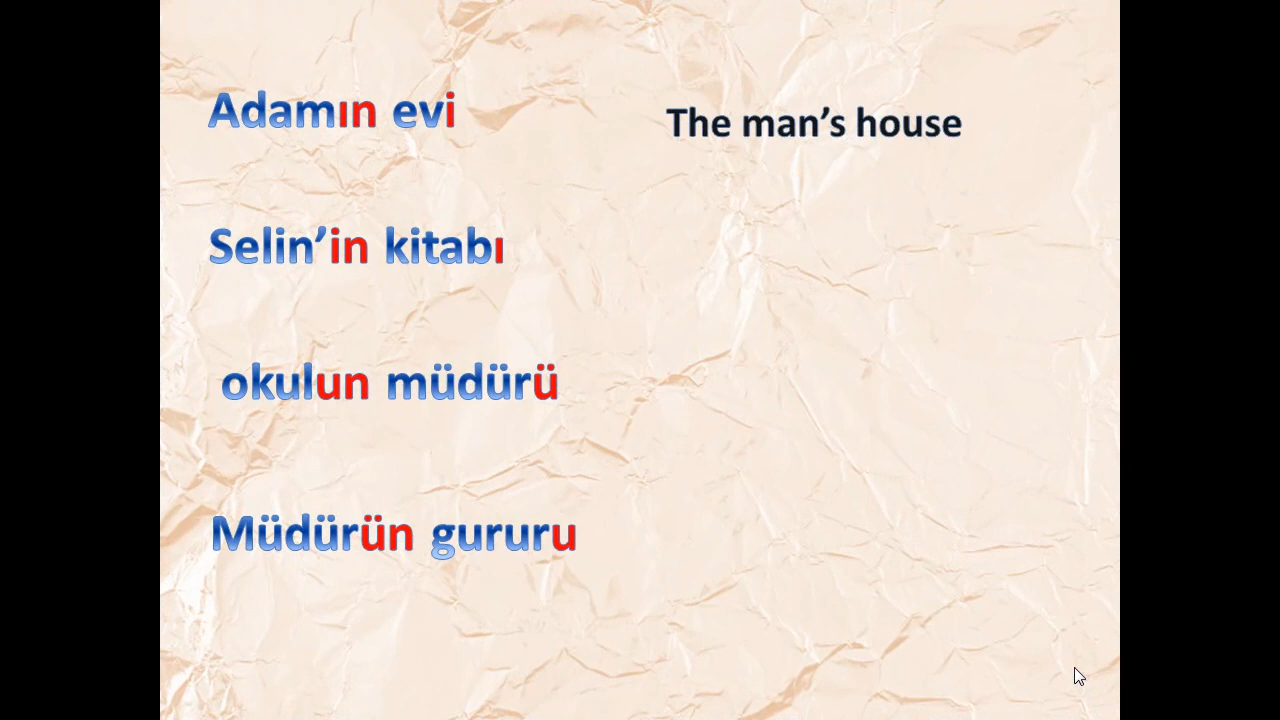 Adamın evi
The man’s house
Selin’in kitabı
okulun müdürü
Müdürün gururu